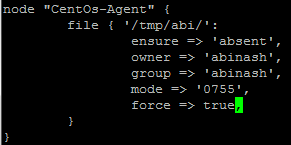 node "CentOs-Agent" {
        file { '/tmp/abi/':
                ensure => 'absent',
                owner => 'abinash',
                group => 'abinash',
                mode => '0755',
                force => true,
        }
}